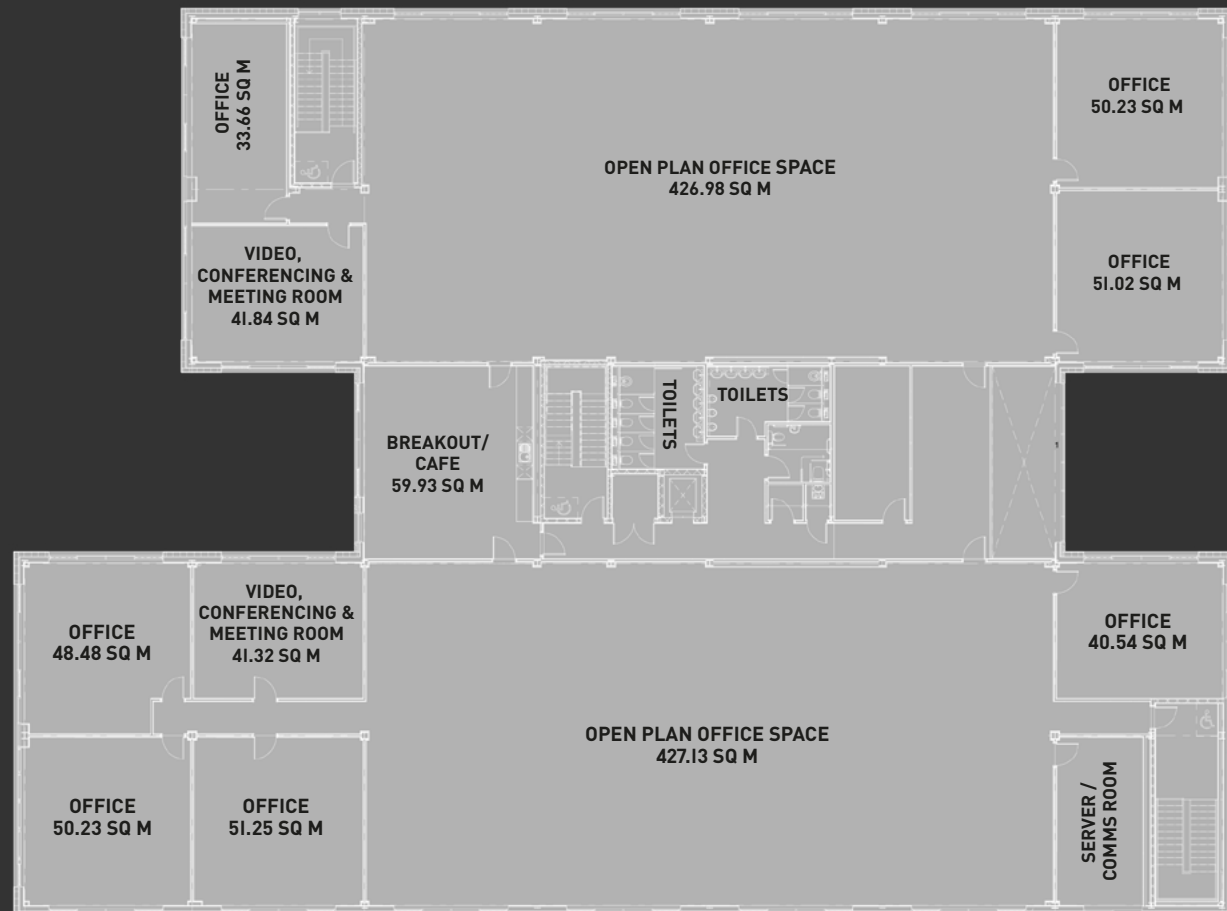 OFFICE
33.66 SQ M
OPEN PLAN OFFICE SPACE
426.98 SQ M
OFFICE
50.23 SQ M
VIDEO,
CONFERENCING &
MEETING ROOM
41.84 SQ M
OFFICE
51.02 SQ M
BREAKOUT/
CAFE
59.93 SQ M
TOILETS
TOILETS
OFFICE
48.48 SQ M
VIDEO,
CONFERENCING &
MEETING ROOM
41.32 SQ M
OFFICE
40.54 SQ M
OPEN PLAN OFFICE SPACE
427.13 SQ M
OFFICE
50.23 SQ M
OFFICE
51.25 SQ M
SERVER /
COMMS ROOM